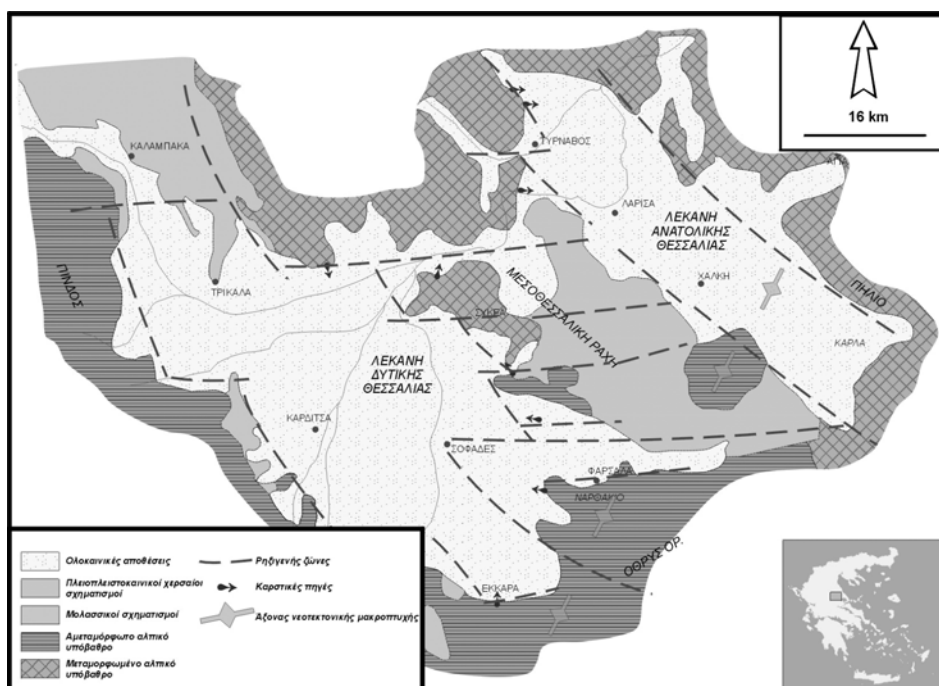 16 km
ΚΑΛΑΜΠΑΚΑ
ΤΥΡΝΑΒΟΣ
ΑΓΙΑ
ΛΑΡΙΣΑ
ΛΕΚΑΝΗ
ΑΝΑΤΟΛΙΚΗΣ
ΘΕΣΣΑΛΙΑΣ
ΠΙΝΔΟΣ
ΤΡΙΚΑΛΑ
ΜΕΣΟΘΕΣΣΑΛΙΚΗ ΡΑΧΗ
ΧΑΛΚΗ
ΠΗΛΙΟ
ΚΑΡΛΑ
ΛΕΚΑΝΗ
ΔΥΤΙΚΗΣ
ΘΕΣΣΑΛΙΑΣ
ΚΑΡΔΙΤΣΑ
ΣΟΦΑΔΕΣ
ΦΑΡΣΑΛΑ
ΝΑΡΘΑΚΙΟ
ΟΘΡΥΣ ΟΡ.
ΕΚΚΑΡΑ
Ολοκαινικές αποθέσεις
Πλειοπλειστοκαινικοί χερσαίοι
σχηματισμοί
Μολασσικοί σχηματισμοί
Αμεταμόρφωτο αλπικό
υπόβαθρο
Μεταμορφωμένο αλπικό
υπόβαθρο
Ρηξιγενής ζώνες
Καρστικές πηγές
Άξονας νεοτεκτονικής μακροπτυχής